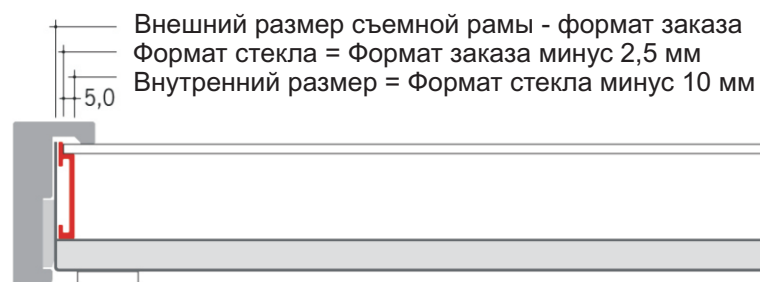 Внешний размер съемной рамы - формат заказа
Формат стекла = Формат заказа минус 2,5 мм
Внутренний размер = Формат стекла минус 10 мм
5,0